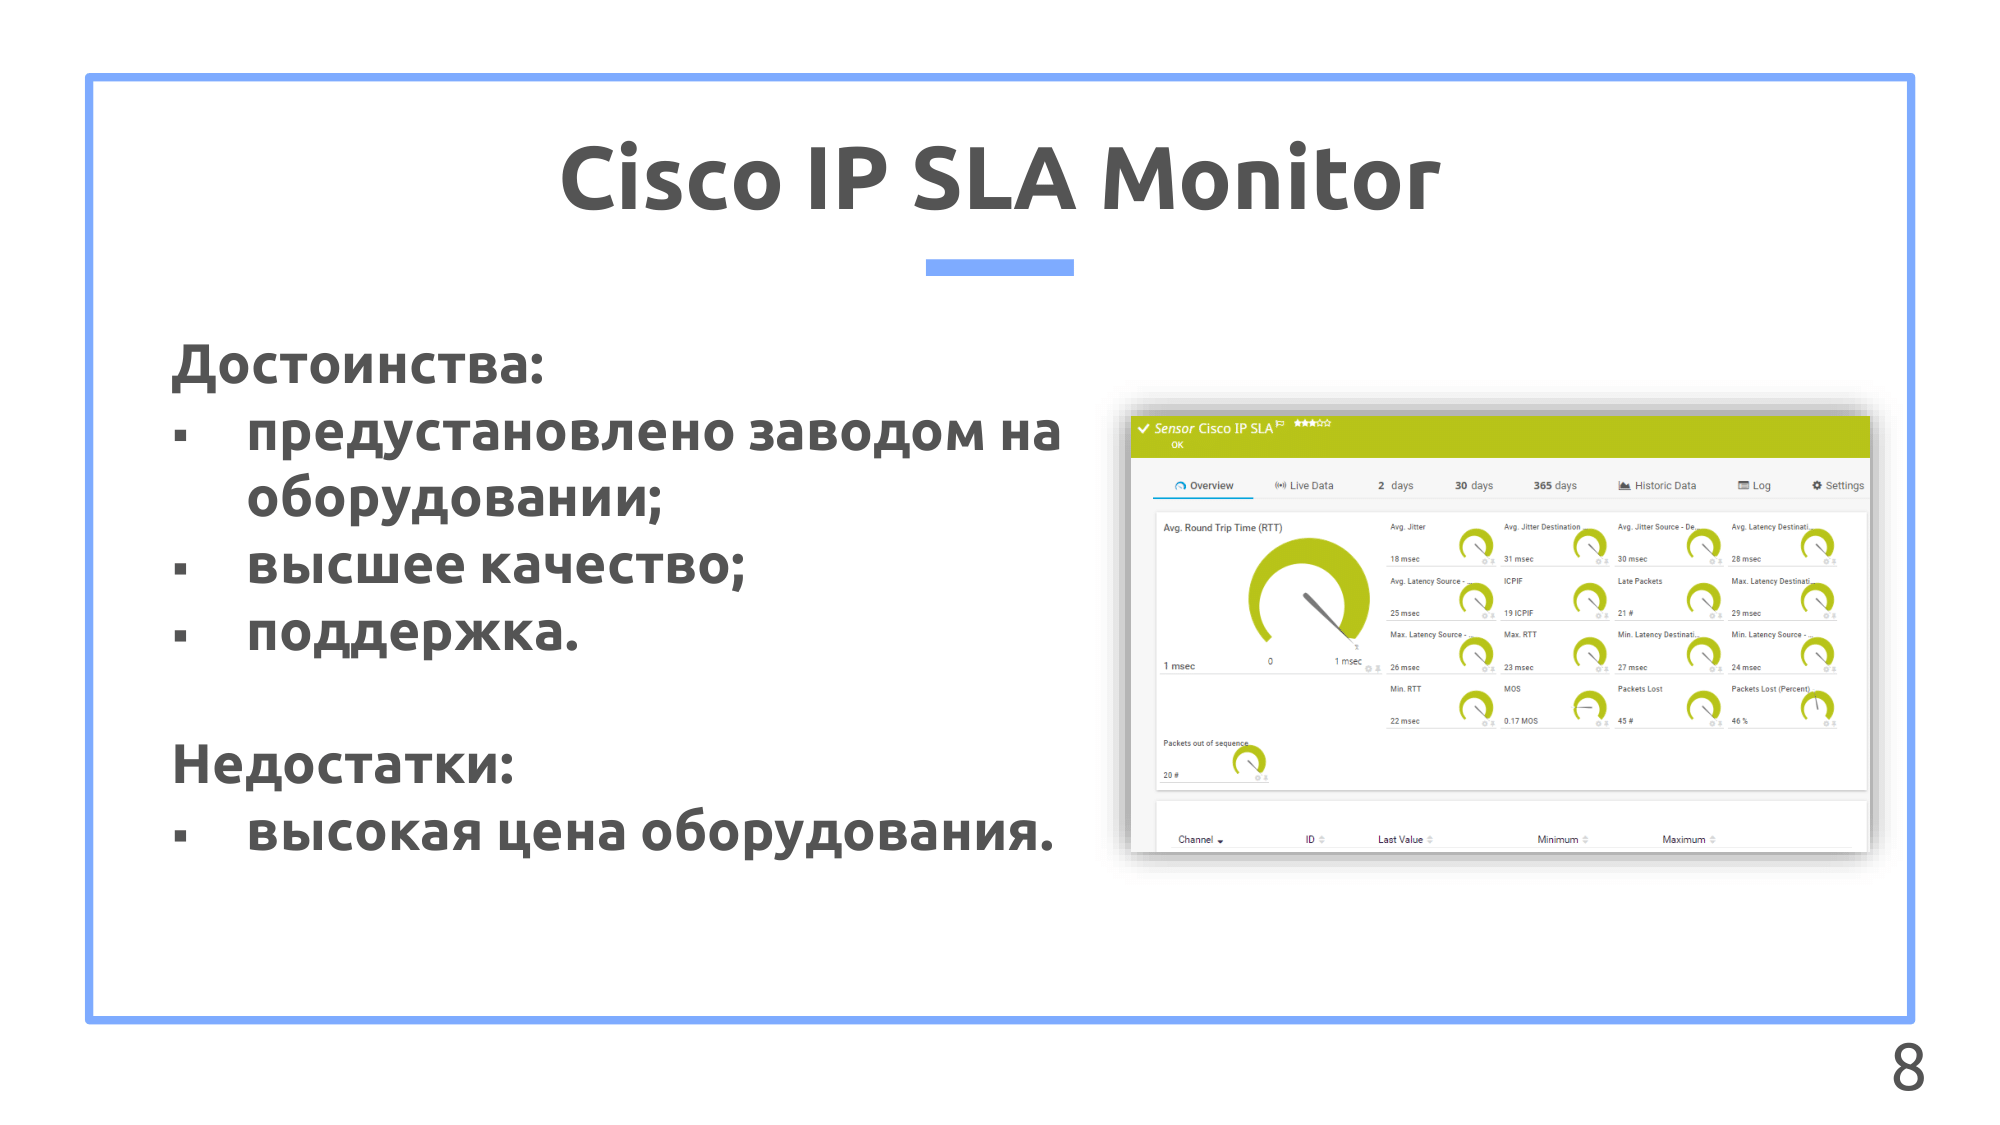 Cisco IP SLA Monitor
Достоинства:
▪ предустановлено заводом на
оборудовании;
▪ высшее качество;
▪ поддержка.
Недостатки:
▪ высокая цена оборудования.
Sensor Cisco IP SLA
OK
Overview Live Data 2 days 30 days 365 days Historic Data Log Settings
Avg. Round Trip Time (RTT)
1 msec
0 1 msec
Avg. Jitter Avg. Jitter Destination ... Avg. Jitter Source - De... Avg. Latency Destinati...
18 msec 31 msec 30 msec 28 msec
Avg. Latency Source - ... ICPIF Late Packets Max. Latency Destinati...
25 msec 19 ICPIF 21 # 29 msec
Max. Latency Source - ... Max. RTT Min. Latency Destinati... Min. Latency Source - ...
26 msec 23 msec 27 msec 24 msec
Min. RTT MOS Packets Lost Packets Lost (Percent)
22 msec 0.17 MOS 45 # 46 %
Packets out of sequence
20 #
Channel ID Last Value Minimum Maximum
8